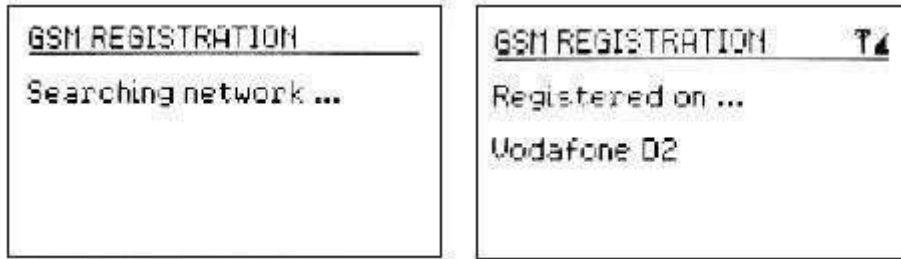 GSM REGISTRATION
Searching network ...
GSM REGISTRATION
Registered on ...
Vodafone D2